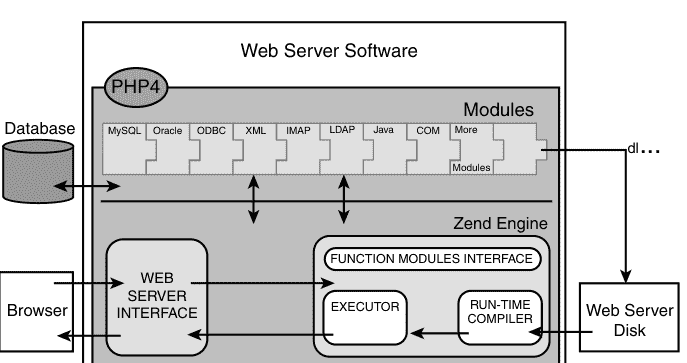 Web Server Software
PHP4
Modules
Database
MySQL Oracle ODBC XML IMAP LDAP Java COM More
Modules
dl...
Zend Engine
FUNCTION MODULES INTERFACE
WEB
SERVER
INTERFACE
Browser
EXECUTOR
RUN-TIME
COMPILER
Web Server
Disk